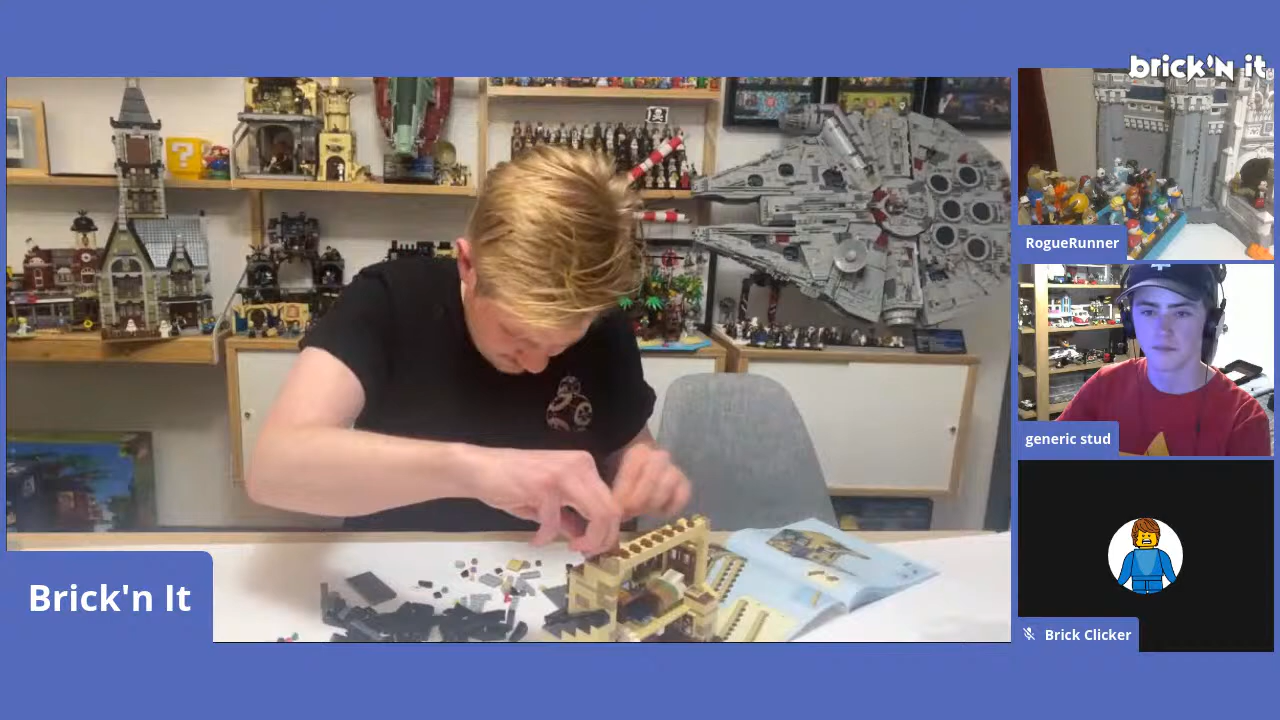 brick'n it
RogueRunner
generic stud
Brick'n It
Brick Clicker
?